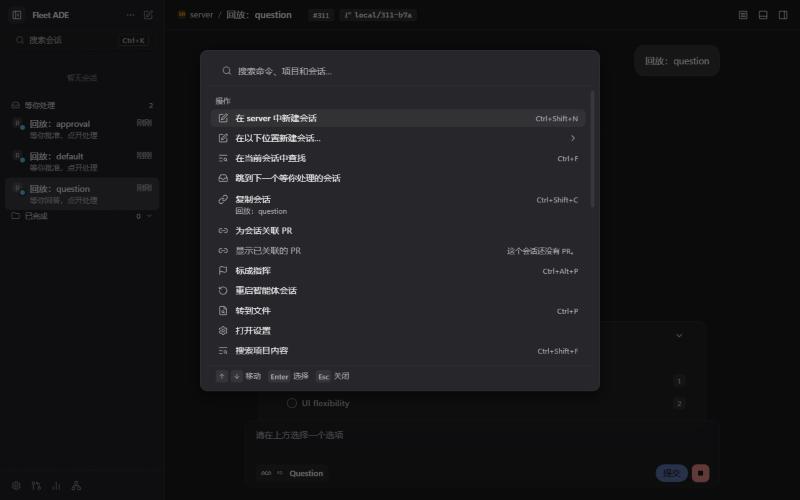 Fleet ADE
server / 回放：question #311 local/311-b7a
搜索会话 Ctrl+K
暂无会话
等你处理 2
回放：approval 刚刚
等你批准，点开处理
回放：default 刚刚
等你批准，点开处理
回放：question 刚刚
等你回答，点开处理
已完成 0
回放：question
搜索命令、项目和会话...
操作
在 server 中新建会话 Ctrl+Shift+N
在以下位置新建会话...
在当前会话中查找 Ctrl+F
跳到下一个等你处理的会话
复制会话 Ctrl+Shift+C
回放：question
为会话关联 PR
显示已关联的 PR 这个会话还没有 PR。
标成指挥 Ctrl+Alt+P
重启智能体会话
转到文件 Ctrl+P
打开设置
搜索项目内容 Ctrl+Shift+F
↑ ↓ 移动 Enter 选择 Esc 关闭
1
UI flexibility 2
请在上方选择一个选项
Question 提交